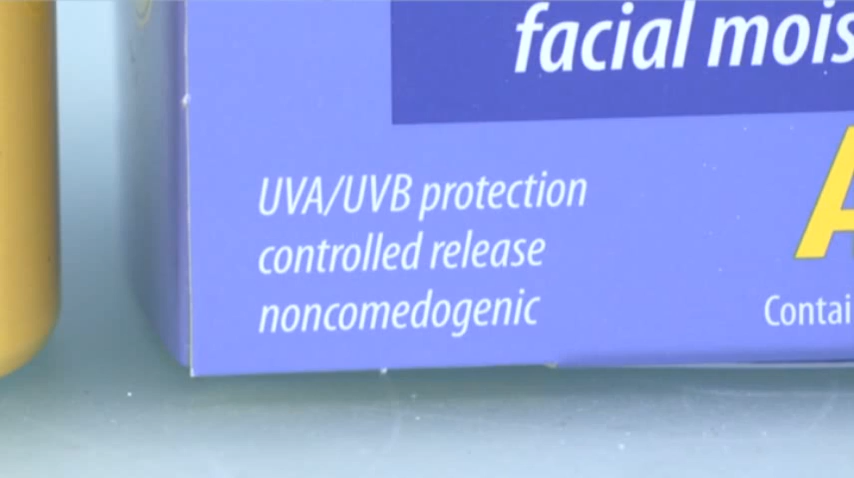 facial mois
UVA/UVB protection
controlled release
noncomedogenic
A
Contai